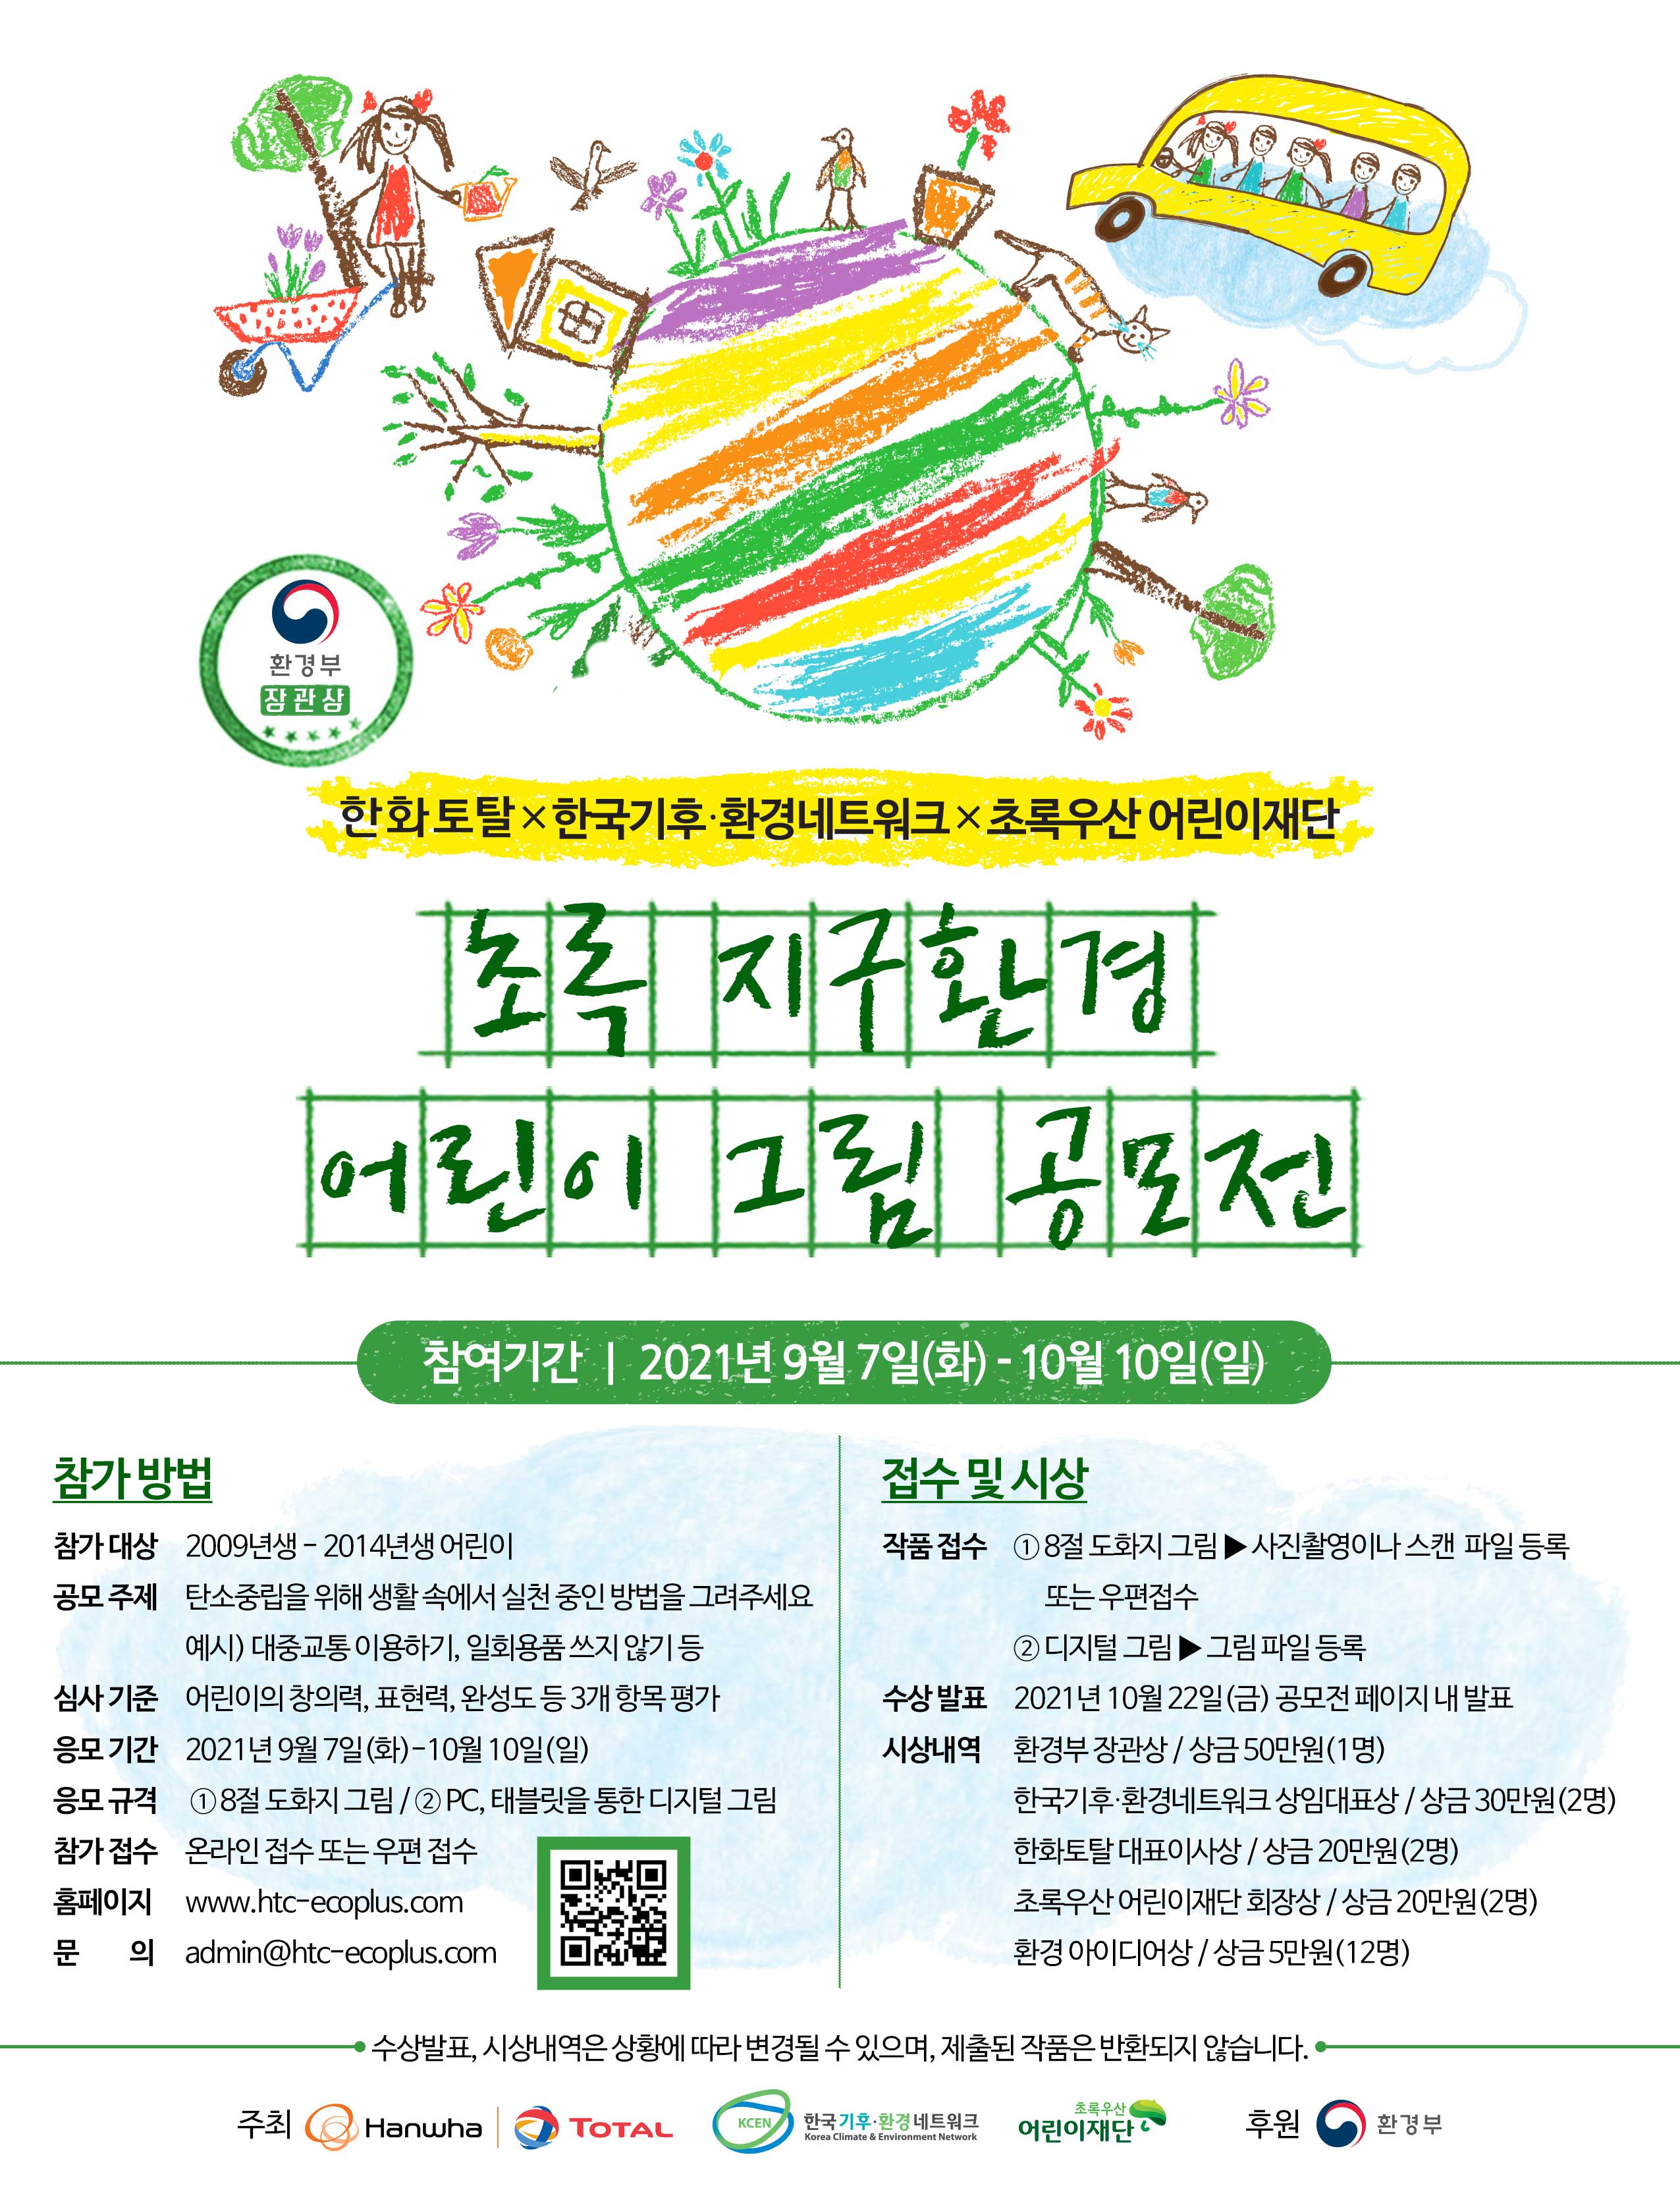 환경부
장관상
한화토탈×한국기후·환경네트워크×초록우산 어린이재단
초록 지구환경
어린이 그림 공모전
참여기간 | 2021년 9월 7일(화) - 10월 10일(일)
참가 방법
참가 대상 2009년생 - 2014년생 어린이
공모 주제 탄소중립을 위해 생활 속에서 실천 중인 방법을 그려주세요
예시) 대중교통 이용하기, 일회용품 쓰지 않기 등
심사 기준 어린이의 창의력, 표현력, 완성도 등 3개 항목 평가
응모 기간 2021년 9월 7일(화)-10월 10일(일)
응모 규격 ① 8절 도화지 그림 / ② PC, 태블릿을 통한 디지털 그림
참가 접수 온라인 접수 또는 우편 접수
홈페이지 www.htc-ecoplus.com
문 의 admin@htc-ecoplus.com
접수 및 시상
작품 접수 ① 8절 도화지 그림 ▶ 사진촬영이나 스캔 파일 등록
또는 우편접수
② 디지털 그림 ▶ 그림 파일 등록
수상 발표 2021년 10월 22일(금) 공모전 페이지 내 발표
시상내역 환경부 장관상 / 상금 50만원(1명)
한국기후·환경네트워크 상임대표상 / 상금 30만원(2명)
한화토탈 대표이사상 / 상금 20만원(2명)
초록우산 어린이재단 회장상 / 상금 20만원(2명)
환경 아이디어상 / 상금 5만원(12명)
수상발표, 시상내역은 상황에 따라 변경될 수 있으며, 제출된 작품은 반환되지 않습니다.
주최 Hanwha TOTAL KCEN 한국기후·환경네트워크 초록우산 후원 환경부
Korea Climate & Environment Network 어린이재단